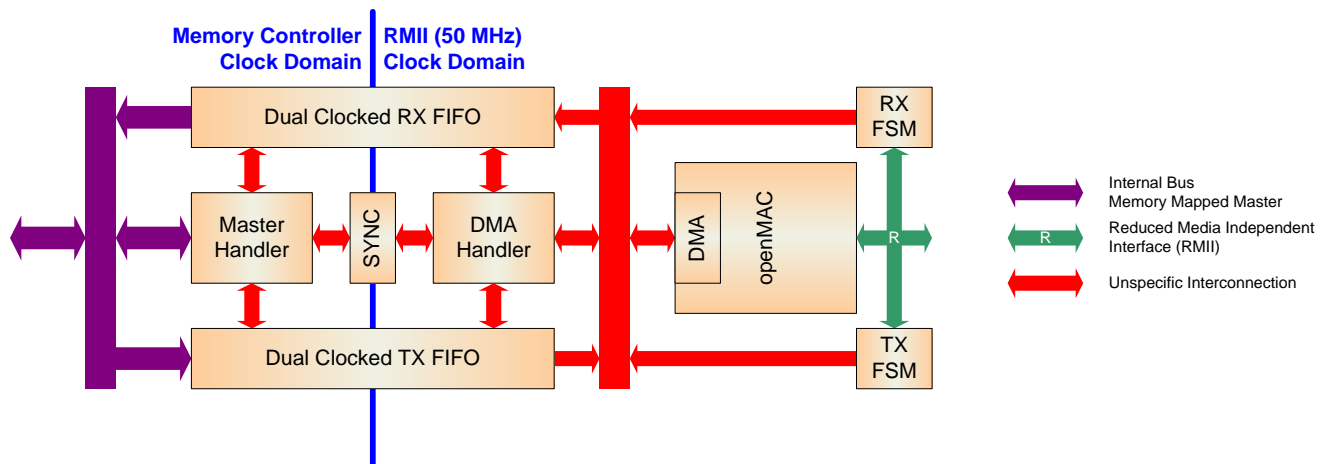 Memory Controller
Clock Domain
RMII (50 MHz)
Clock Domain
Dual Clocked RX FIFO
RX
FSM
Master
Handler
SYNC
DMA
Handler
DMA
openMAC
R
Dual Clocked TX FIFO
TX
FSM
Internal Bus
Memory Mapped Master
R
Reduced Media Independent
Interface (RMII)
Unspecific Interconnection